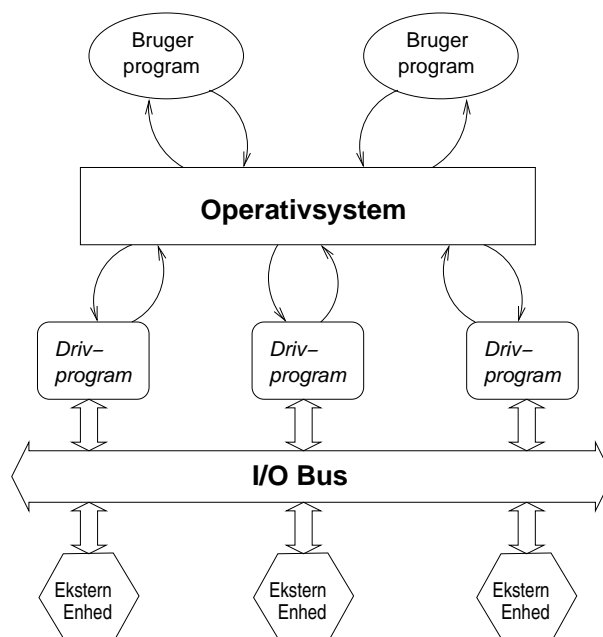 Bruger
program
Bruger
program
Operativsystem
Driv–
program
Driv–
program
Driv–
program
I/O Bus
Ekstern
Enhed
Ekstern
Enhed
Ekstern
Enhed